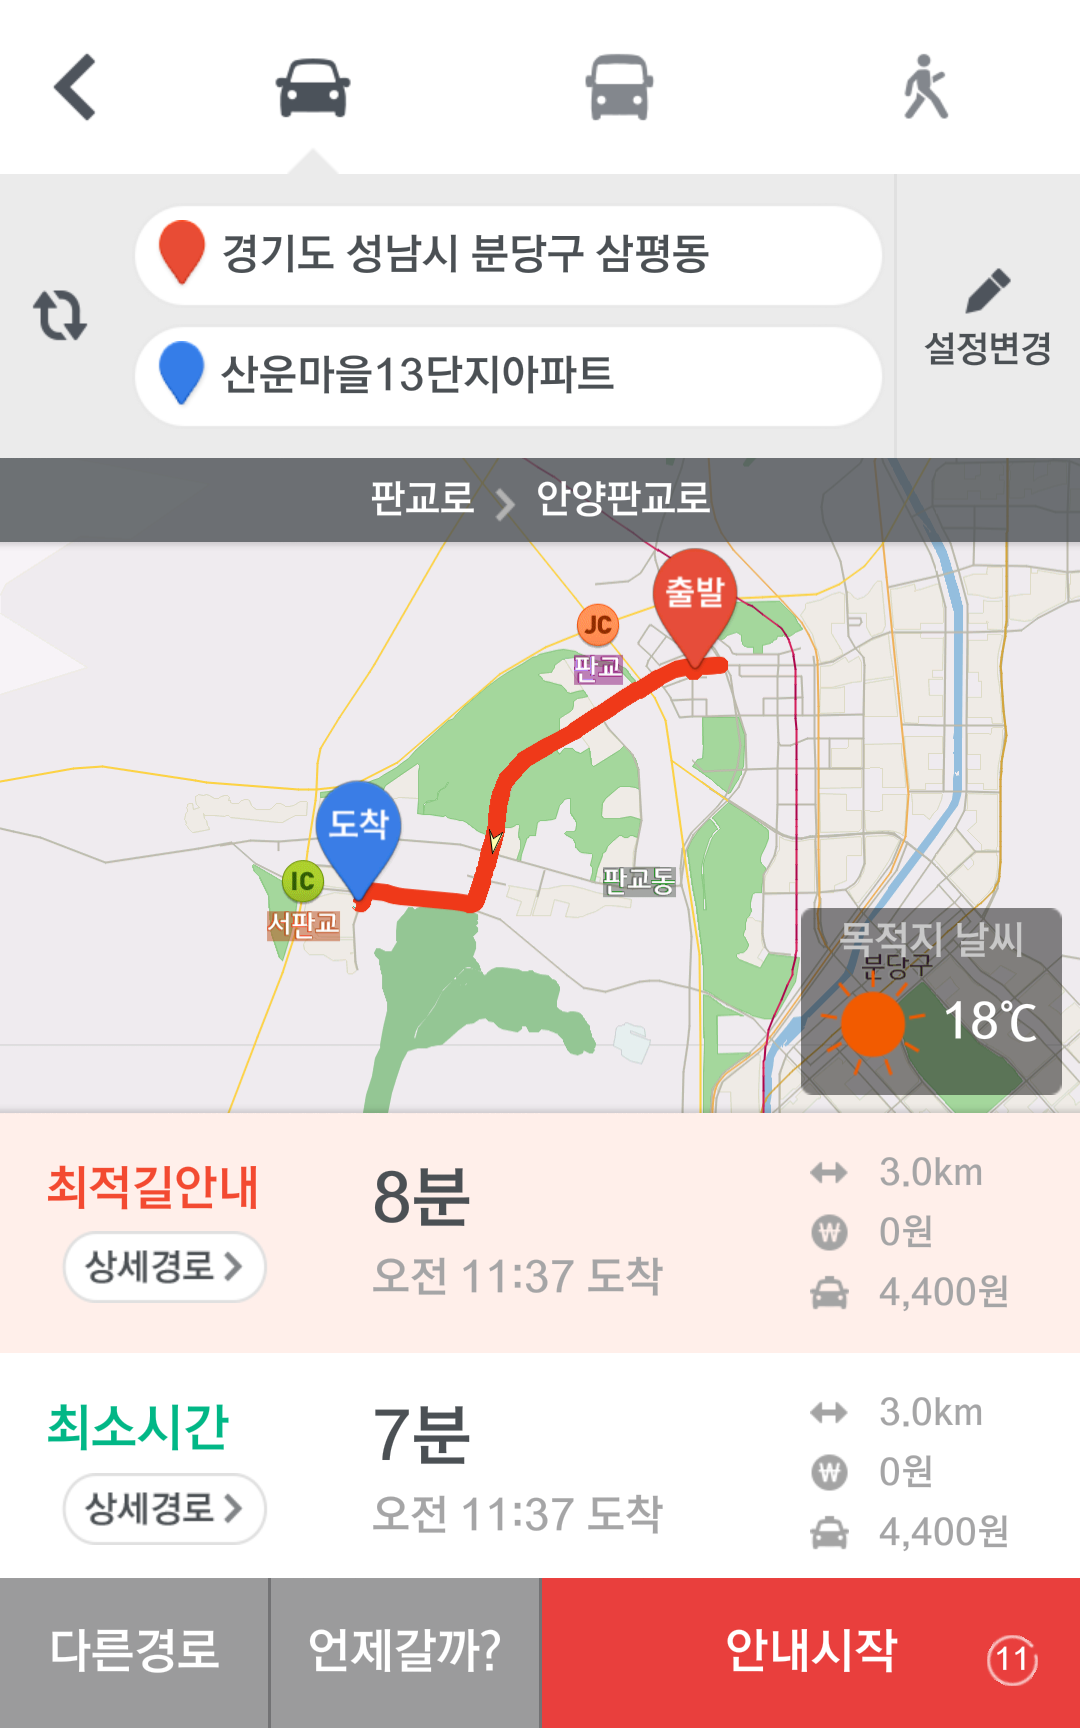 경기도 성남시 분당구 삼평동
산운마을13단지아파트
설정변경
판교로 > 안양판교로
출발
JC
판교
도착
IC
서판교
판교동
목적지 날씨
분당구
18℃
최적길안내
상세경로 >
8분
오전 11:37 도착
3.0km
₩ 0원
4,400원
최소시간
상세경로 >
7분
오전 11:37 도착
3.0km
₩ 0원
4,400원
다른경로
언제갈까?
안내시작
11